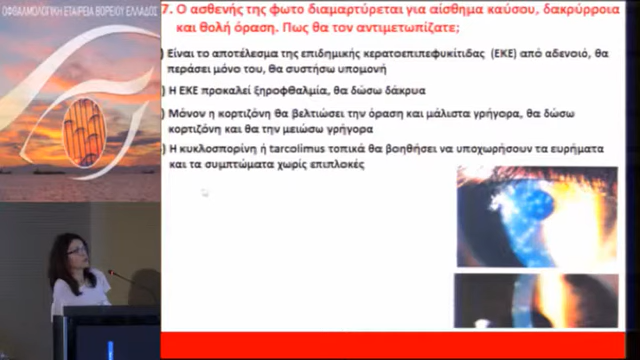 ΟΦΘΑΛΜΟΛΟΓΙΚΗ ΕΤΑΙΡΕΙΑ ΒΟΡΕΙΟΥ ΕΛΛΑΔΟΣ
7. Ο ασθενής της φωτο διαμαρτύρεται για αίσθημα καύσου, δακρύρροια
και θολή όραση. Πως θα τον αντιμετωπίζατε;
) Είναι το αποτέλεσμα της επιδημικής κερατοεπιπεφυκίτιδας (ΕΚΕ) από αδενοιό, θα
περάσει μόνο του, θα συστήσω υπομονή
) Η ΕΚΕ προκαλεί ξηροφθαλμία, θα δώσω δάκρυα
) Μόνον η κορτιζόνη θα βελτιώσει την όραση και μάλιστα γρήγορα, θα δώσω
κορτιζόνη και θα την μειώσω γρήγορα
) Η κυκλοσπορίνη ή tarcolimus τοπικά θα βοηθήσει να υποχωρήσουν τα ευρήματα
και τα συμπτώματα χωρίς επιπλοκές